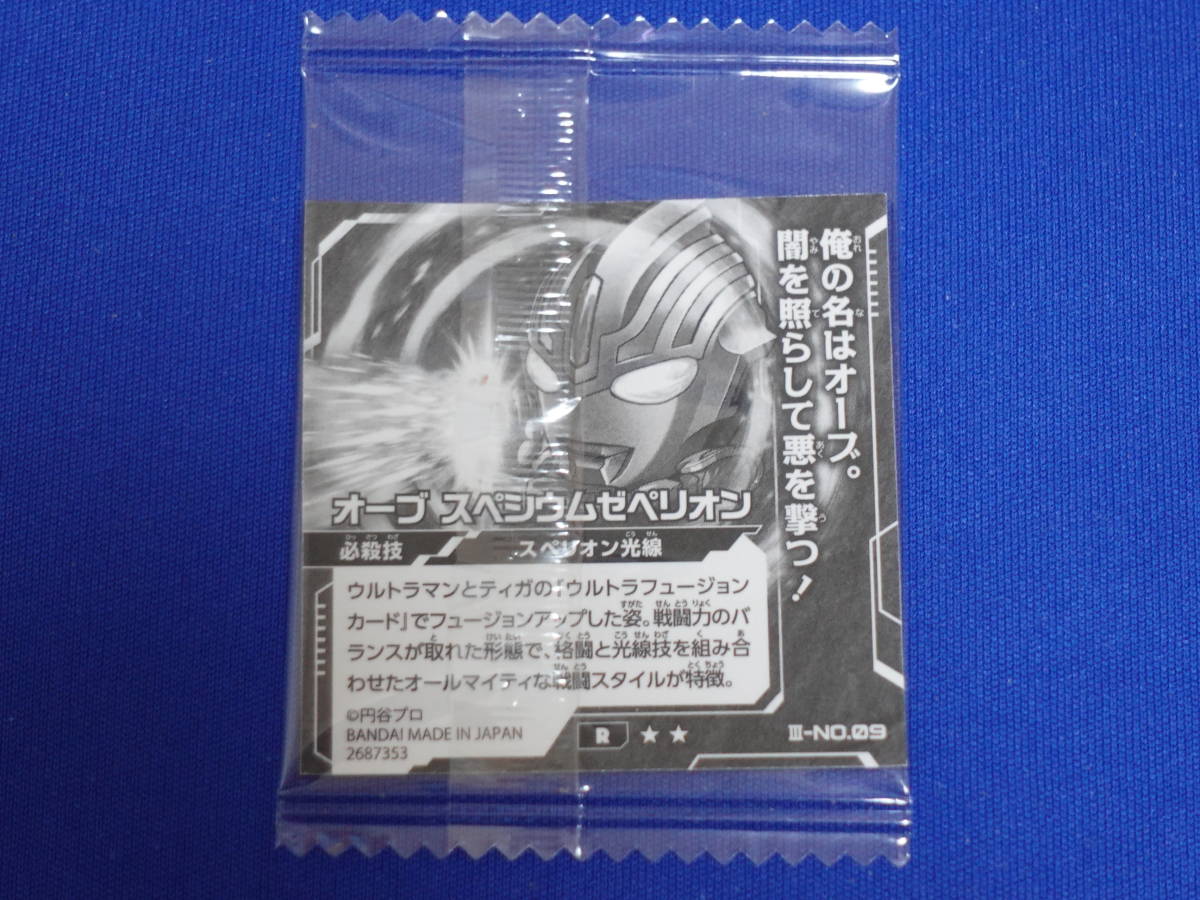 俺の名はオーブ。
闇を照らして悪を撃つ!
オーブ スペシウムゼペリオン
必殺技 スペリオン光線
ウルトラマンとティガの『ウルトラフュージョン
カード』でフュージョンアップした姿。戦闘力のバ
ランスが取れた形態で、格闘と光線技を組み合
わせたオールマイティな戦闘スタイルが特徴。
©円谷プロ
BANDAI MADE IN JAPAN
2687353
R ★★
Ⅲ-NO.09